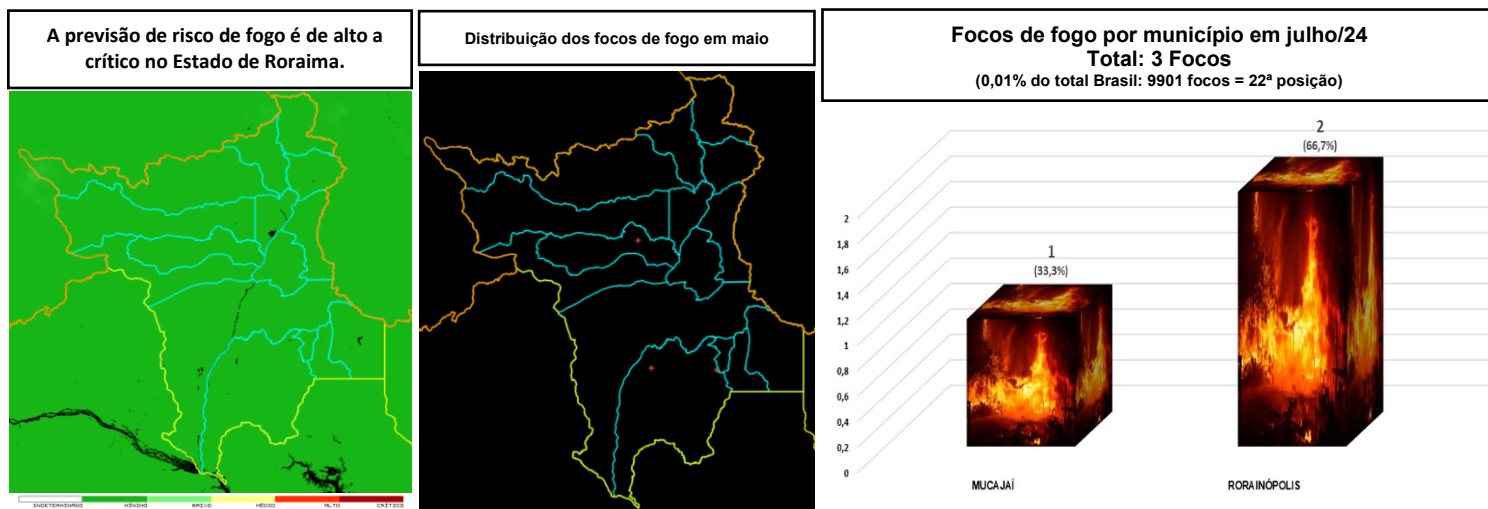 A previsão de risco de fogo é de alto a
crítico no Estado de Roraima.
INDETERMINADO MÍNIMO BAIXO MÉDIO ALTO CRÍTICO
Distribuição dos focos de fogo em maio
Focos de fogo por município em julho/24
Total: 3 Focos
(0,01% do total Brasil: 9901 focos = 22ª posição)
2
(66,7%)
1
(33,3%)
2
1,8
1,6
1,4
1,2
1
0,8
0,6
0,4
0,2
0
MUCAJAÍ
RORAINÓPOLIS